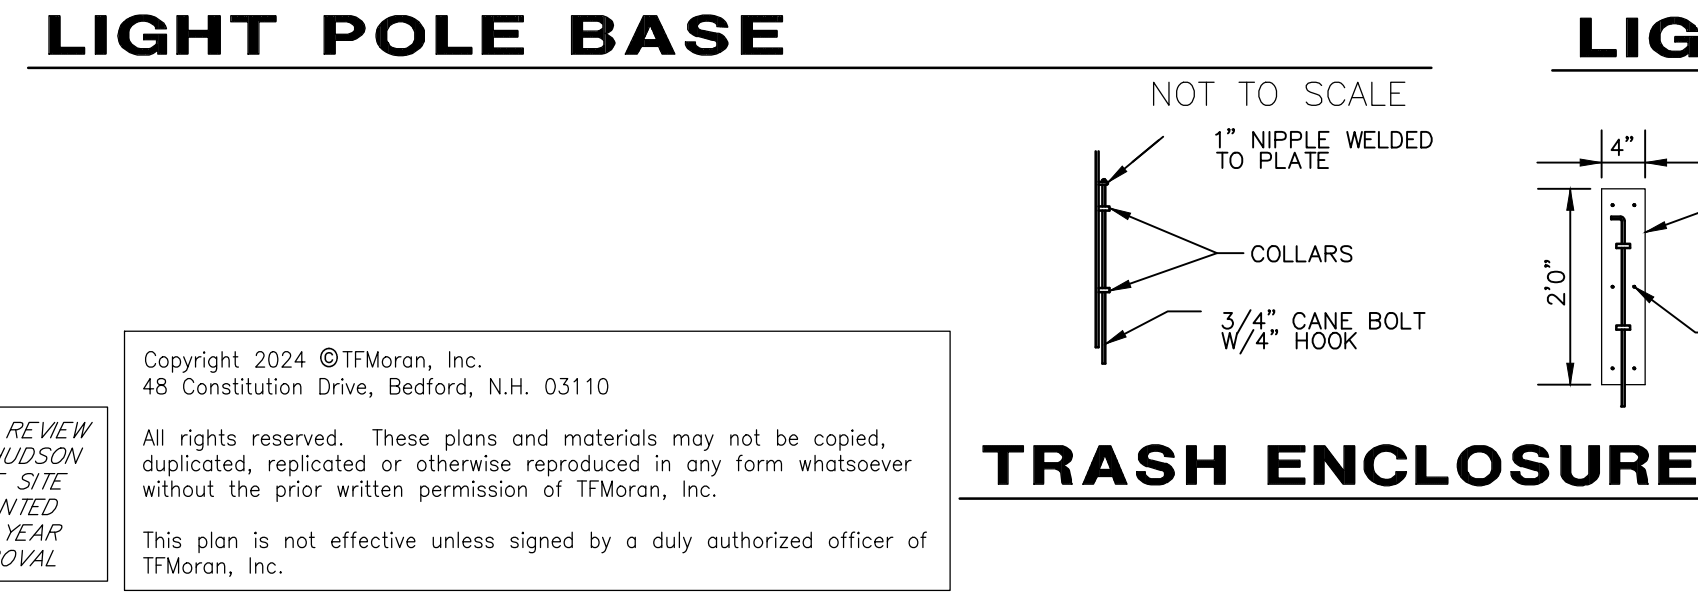 LIGHT POLE BASE
LIG
NOT TO SCALE
1" NIPPLE WELDED
TO PLATE
COLLARS
3/4" CANE BOLT
W/4" HOOK
4"
2'0"
TRASH ENCLOSURE
Copyright 2024 ©TFMoran, Inc.
48 Constitution Drive, Bedford, N.H. 03110
All rights reserved. These plans and materials may not be copied,
duplicated, replicated or otherwise reproduced in any form whatsoever
without the prior written permission of TFMoran, Inc.
This plan is not effective unless signed by a duly authorized officer of
TFMoran, Inc.
REVIEW
HUDSON
SITE
NTED
YEAR
OVAL